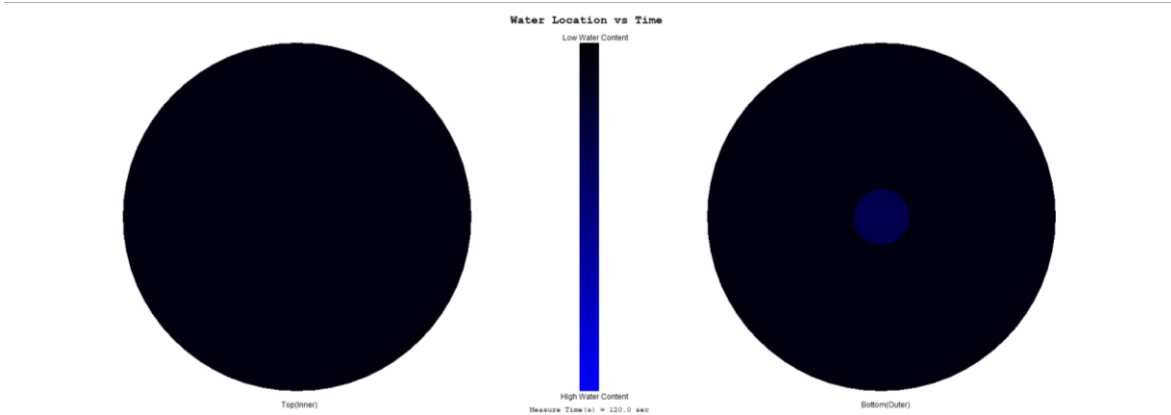 Water Location vs Time
Low Water Content
High Water Content
Top(Inner)
Measure Time(s) = 120.0 sec
Bottom(Outer)